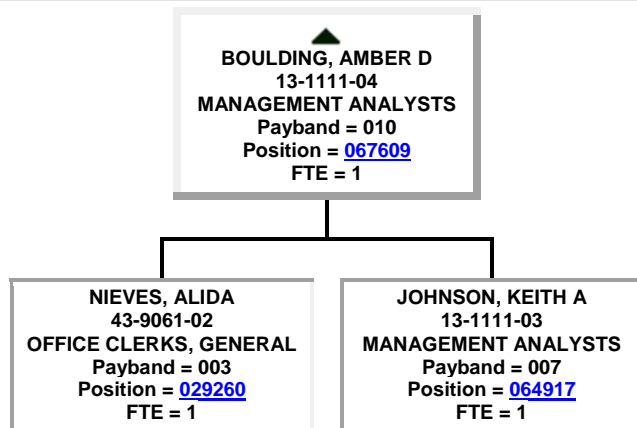 BOULDING, AMBER D
13-1111-04
MANAGEMENT ANALYSTS
Payband = 010
Position = 067609
FTE = 1
NIEVES, ALIDA
43-9061-02
OFFICE CLERKS, GENERAL
Payband = 003
Position = 029260
FTE = 1
JOHNSON, KEITH A
13-1111-03
MANAGEMENT ANALYSTS
Payband = 007
Position = 064917
FTE = 1